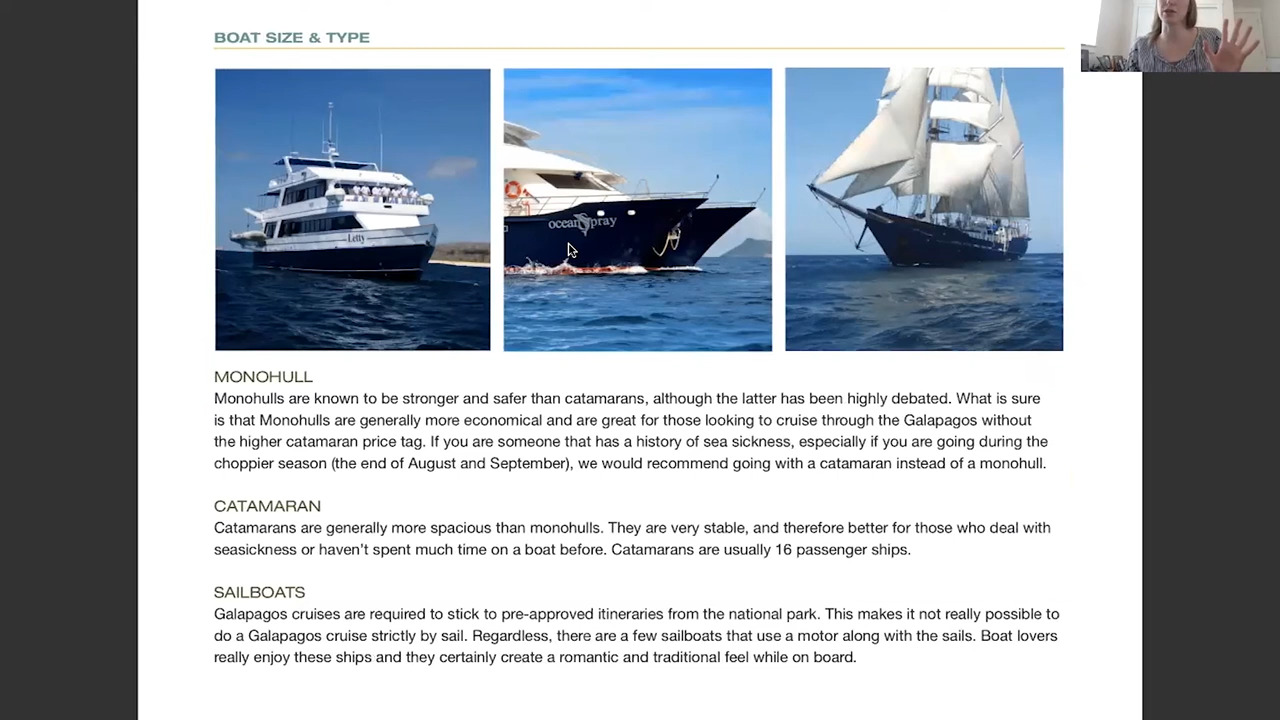 BOAT SIZE & TYPE
Letty
oceanspray
MONOHULL
Monohulls are known to be stronger and safer than catamarans, although the latter has been highly debated. What is sure
is that Monohulls are generally more economical and are great for those looking to cruise through the Galapagos without
the higher catamaran price tag. If you are someone that has a history of sea sickness, especially if you are going during the
choppier season (the end of August and September), we would recommend going with a catamaran instead of a monohull.
CATAMARAN
Catamarans are generally more spacious than monohulls. They are very stable, and therefore better for those who deal with
seasickness or haven't spent much time on a boat before. Catamarans are usually 16 passenger ships.
SAILBOATS
Galapagos cruises are required to stick to pre-approved itineraries from the national park. This makes it not really possible to
do a Galapagos cruise strictly by sail. Regardless, there are a few sailboats that use a motor along with the sails. Boat lovers
really enjoy these ships and they certainly create a romantic and traditional feel while on board.